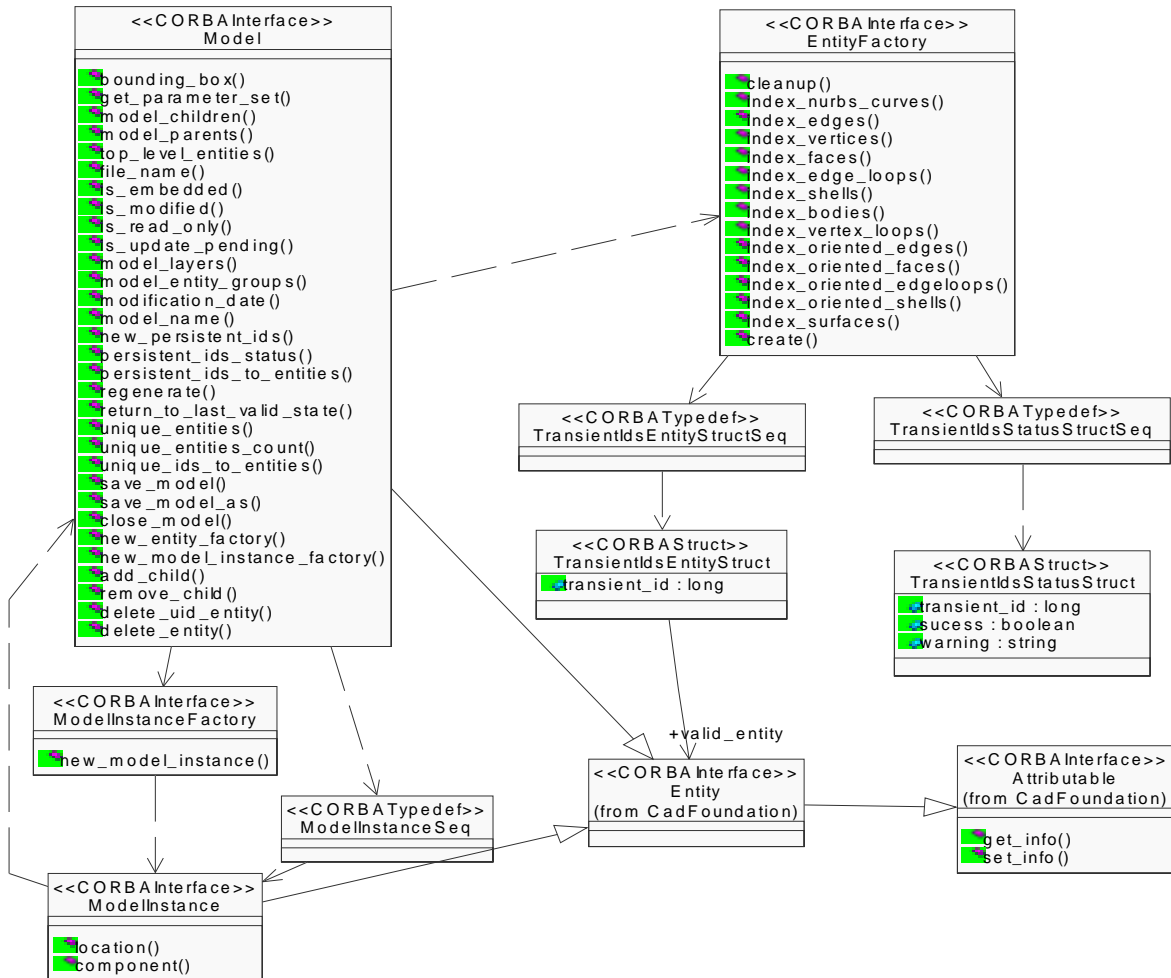 <<CORBAInterface>>
Model
bounding_box()
get_parameter_set()
model_children()
model_parents()
top_level_entities()
file_name()
is_embedded()
is_modified()
is_read_only()
is_update_pending()
model_layers()
model_entity_groups()
modification_date()
model_name()
new_persistent_ids()
persistent_ids_status()
persistent_ids_to_entities()
regenerate()
return_to_last_valid_state()
unique_entities()
unique_entities_count()
unique_ids_to_entities()
save_model()
save_model_as()
close_model()
new_entity_factory()
new_model_instance_factory()
add_child()
remove_child()
delete_uid_entity()
delete_entity()
<<CORBAInterface>>
EntityFactory
cleanup()
index_nurbs_curves()
index_edges()
index_vertices()
index_faces()
index_edge_loops()
index_shells()
index_bodies()
index_vertex_loops()
index_oriented_edges()
index_oriented_faces()
index_oriented_edgeloops()
index_oriented_shells()
index_surfaces()
create()
<<CORBATypedef>>
TransientIdsEntityStructSeq
<<CORBATypedef>>
TransientIdsStatusStructSeq
<<CORBAStruct>>
TransientIdsEntityStruct
transient_id : long
<<CORBAStruct>>
TransientIdsStatusStruct
transient_id : long
sucess : boolean
warning : string
<<CORBAInterface>>
ModelInstanceFactory
new_model_instance()
+valid_entity
<<CORBAInterface>>
Entity
(from CadFoundation)
<<CORBAInterface>>
Attributable
(from CadFoundation)
get_info()
set_info()
<<CORBATypedef>>
ModelInstanceSeq
<<CORBAInterface>>
ModelInstance
location()
component()